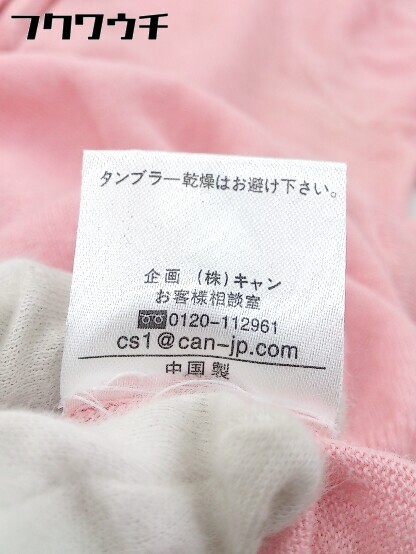 フクワウチ
タンブラー乾燥はお避け下さい。
企画 (株)キャン
お客様相談室
0120-112961
cs1@can-jp.com
中国製